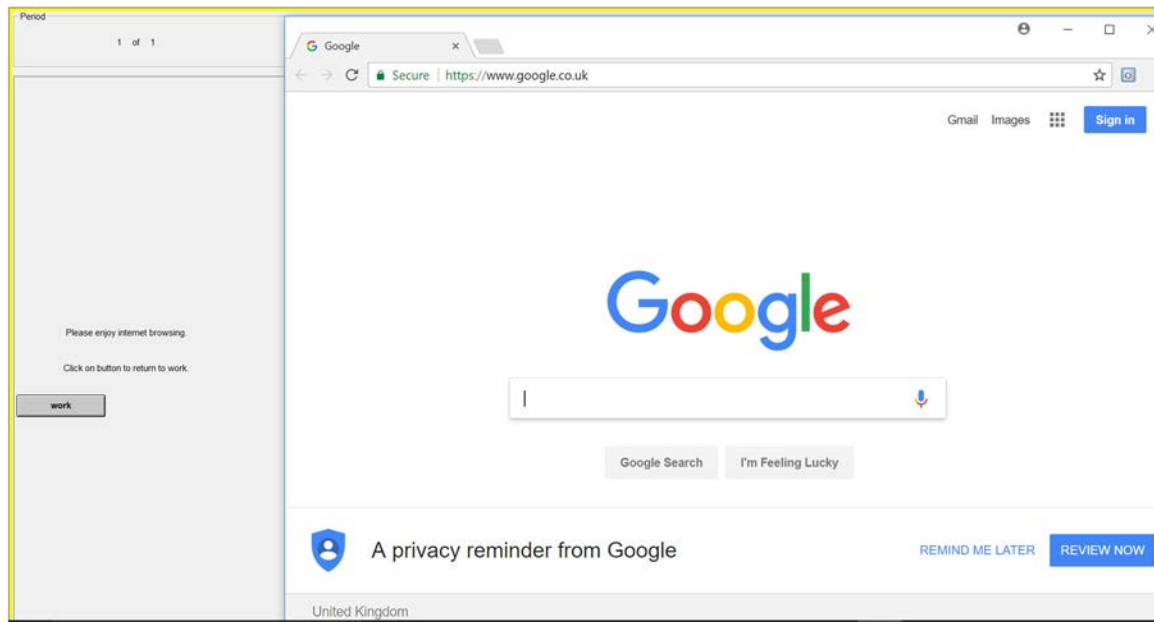 Period
1 of 1
Please enjoy internet browsing.
Click on button to return to work.
work
Google
Secure https://www.google.co.uk
Gmail Images Sign in
Google
Google Search I'm Feeling Lucky
A privacy reminder from Google REMIND ME LATER REVIEW NOW
United Kingdom